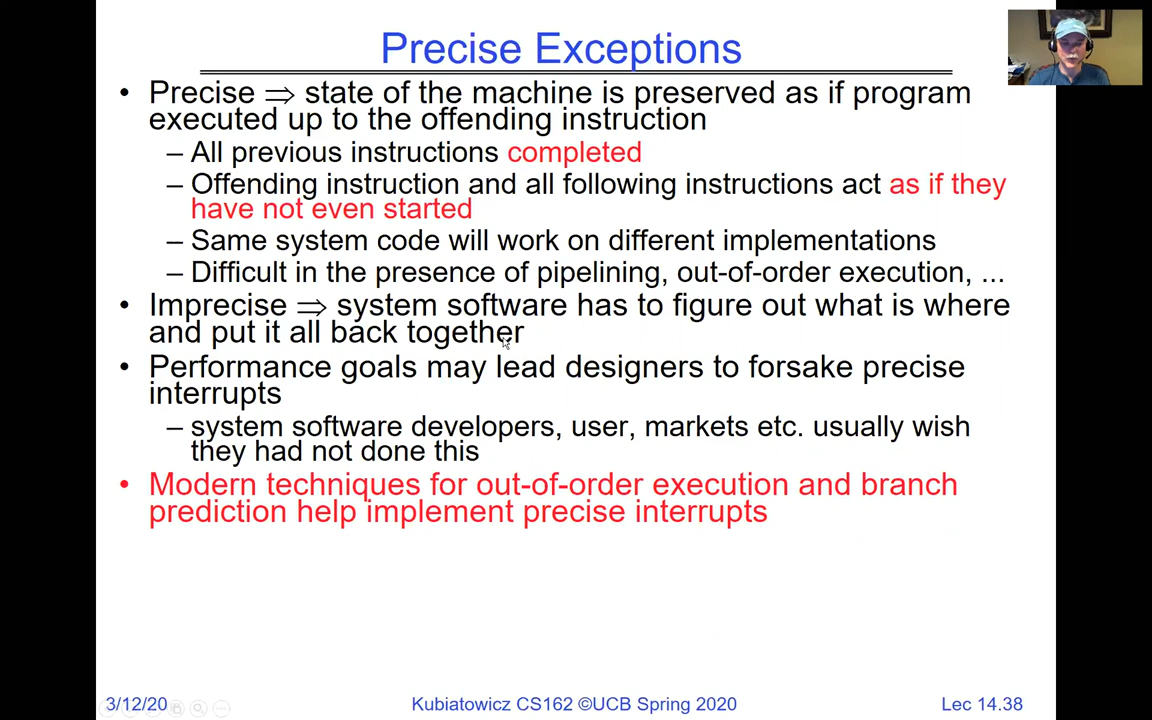 Precise Exceptions
• Precise ⇒ state of the machine is preserved as if program
executed up to the offending instruction
– All previous instructions completed
– Offending instruction and all following instructions act as if they
have not even started
– Same system code will work on different implementations
– Difficult in the presence of pipelining, out-of-order execution, ...
• Imprecise ⇒ system software has to figure out what is where
and put it all back together
• Performance goals may lead designers to forsake precise
interrupts
– system software developers, user, markets etc. usually wish
they had not done this
• Modern techniques for out-of-order execution and branch
prediction help implement precise interrupts
3/12/20
Kubiatowicz CS162 ©UCB Spring 2020
Lec 14.38